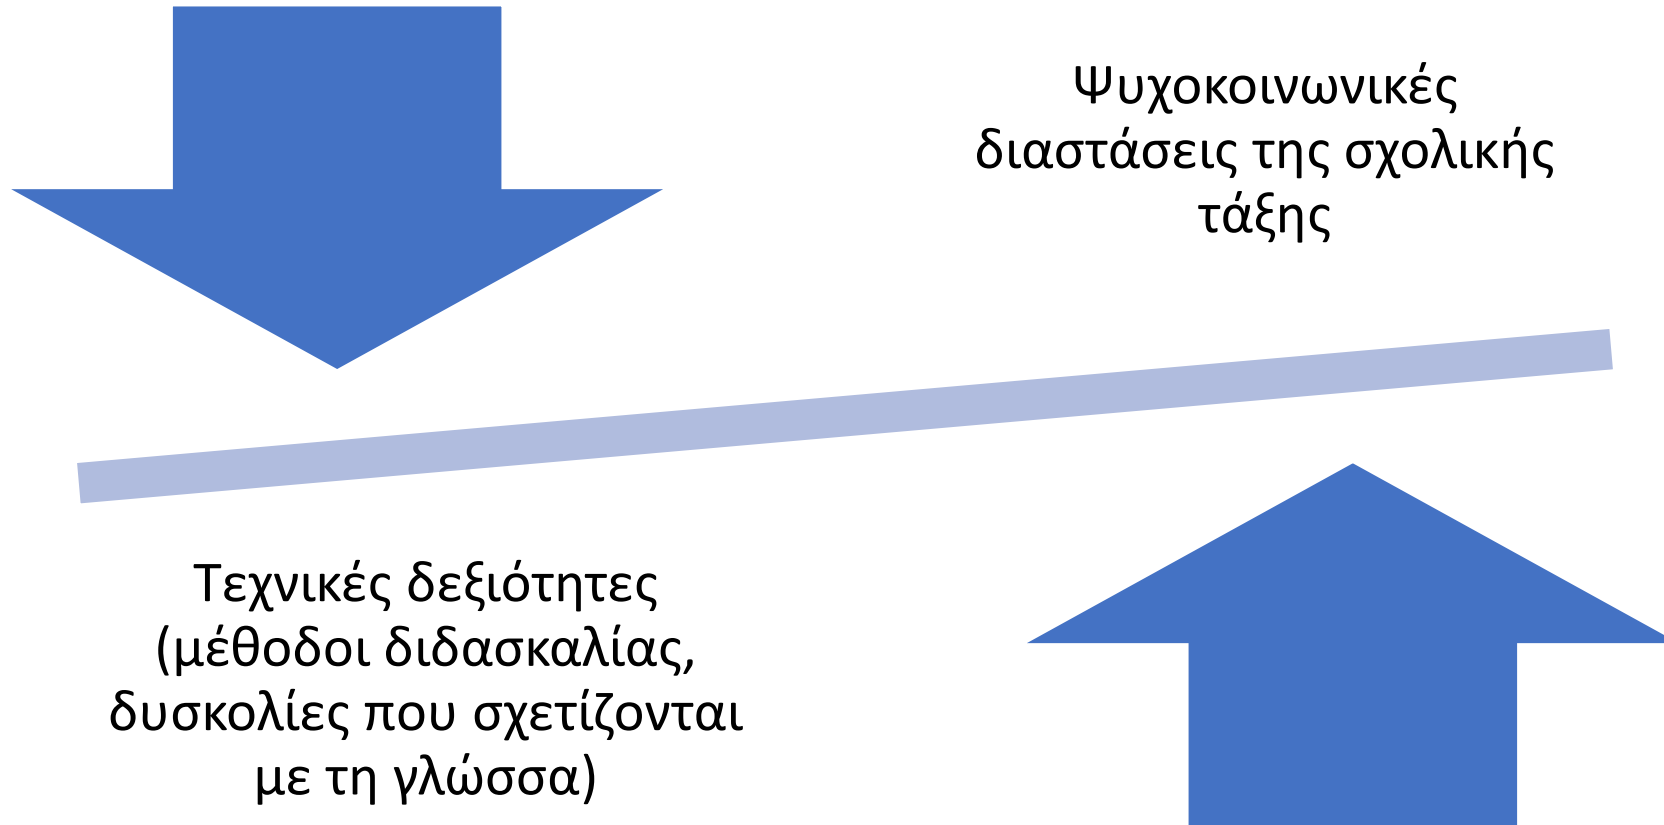 Ψυχοκοινωνικές
διαστάσεις της σχολικής
τάξης
Τεχνικές δεξιότητες
(μέθοδοι διδασκαλίας,
δυσκολίες που σχετίζονται
με τη γλώσσα)